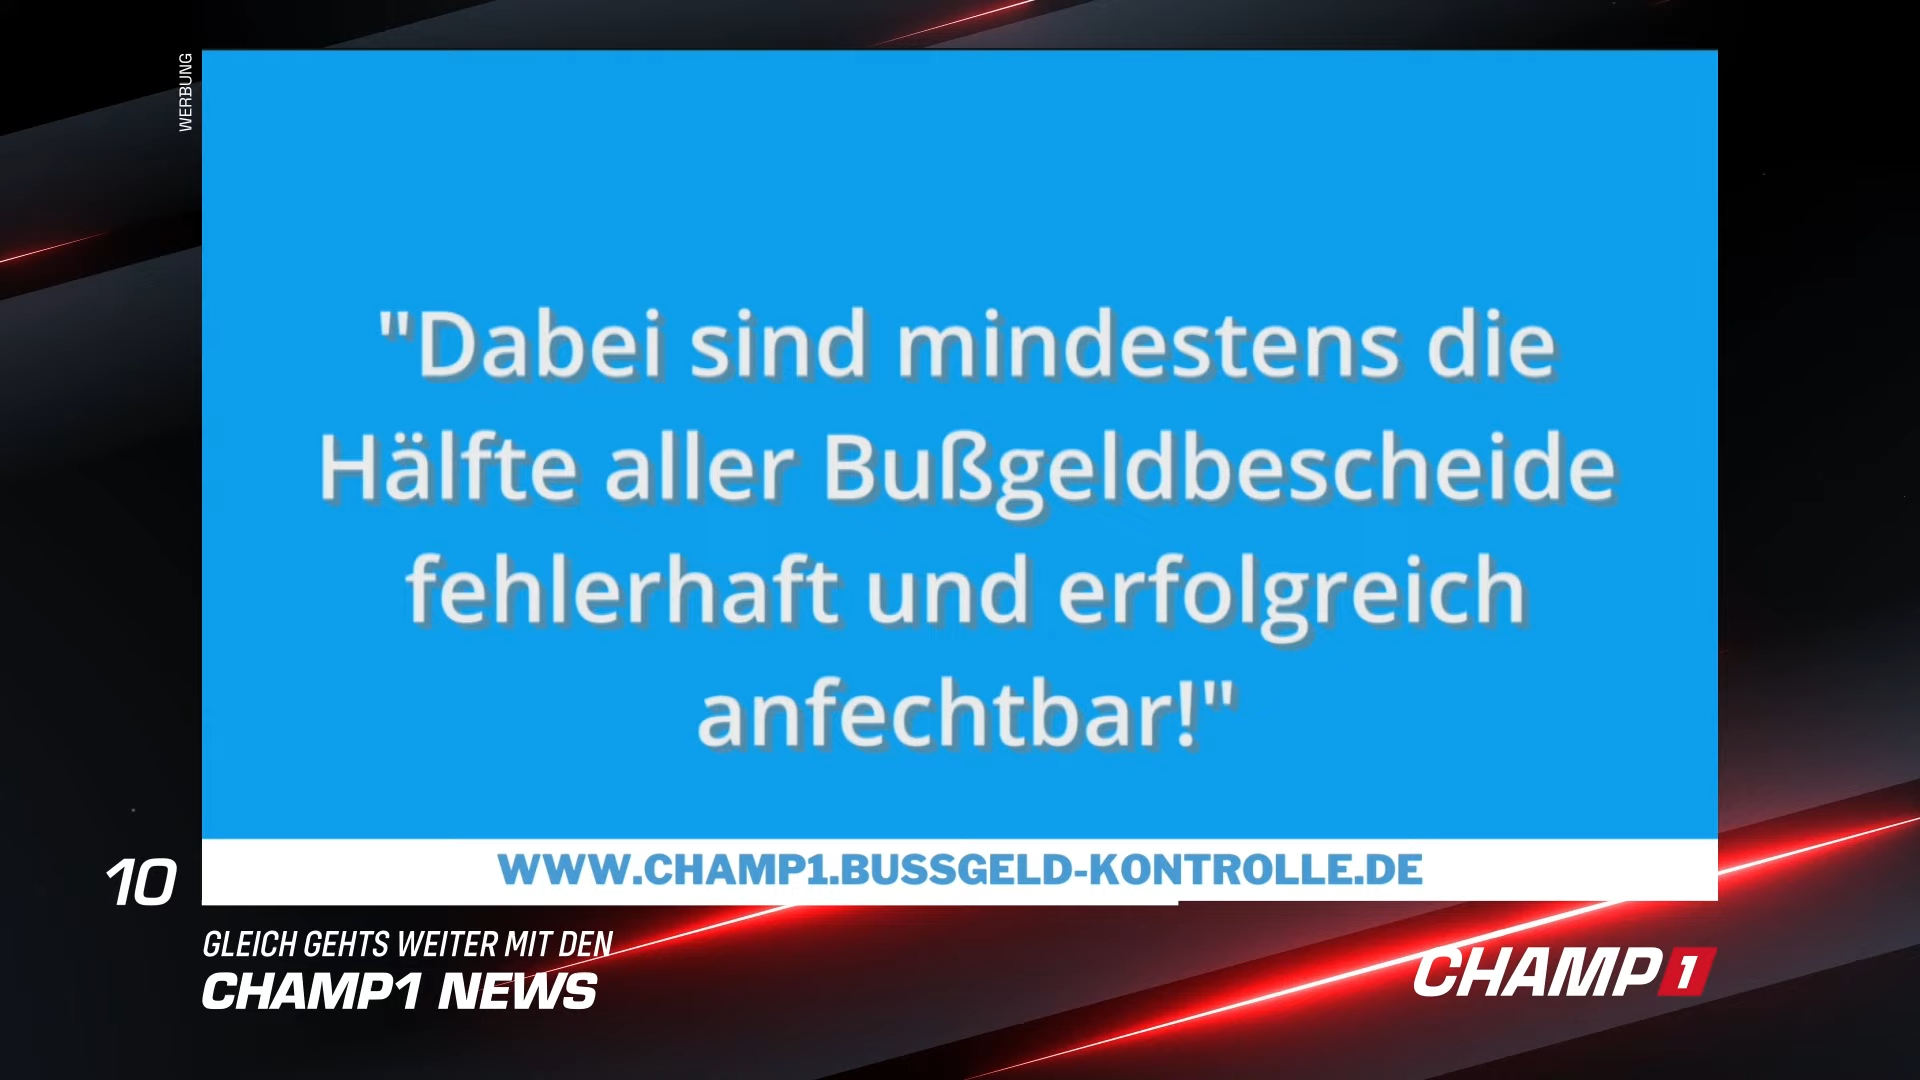 WERBUNG
"Dabei sind mindestens die
Hälfte aller Bußgeldbescheide
fehlerhaft und erfolgreich
anfechtbar!"
WWW.CHAMP1.BUSSGELD-KONTROLLE.DE
10
GLEICH GEHTS WEITER MIT DEN
CHAMP1 NEWS
CHAMP1